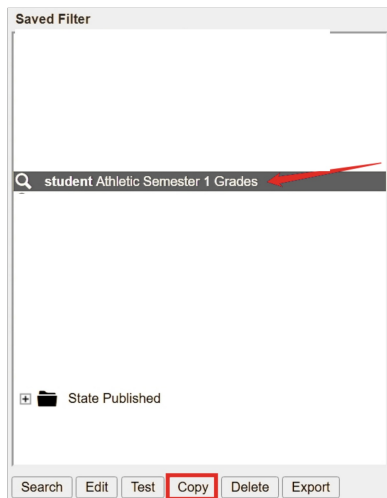 Saved Filter
student Athletic Semester 1 Grades
State Published
Search Edit Test Copy Delete Export